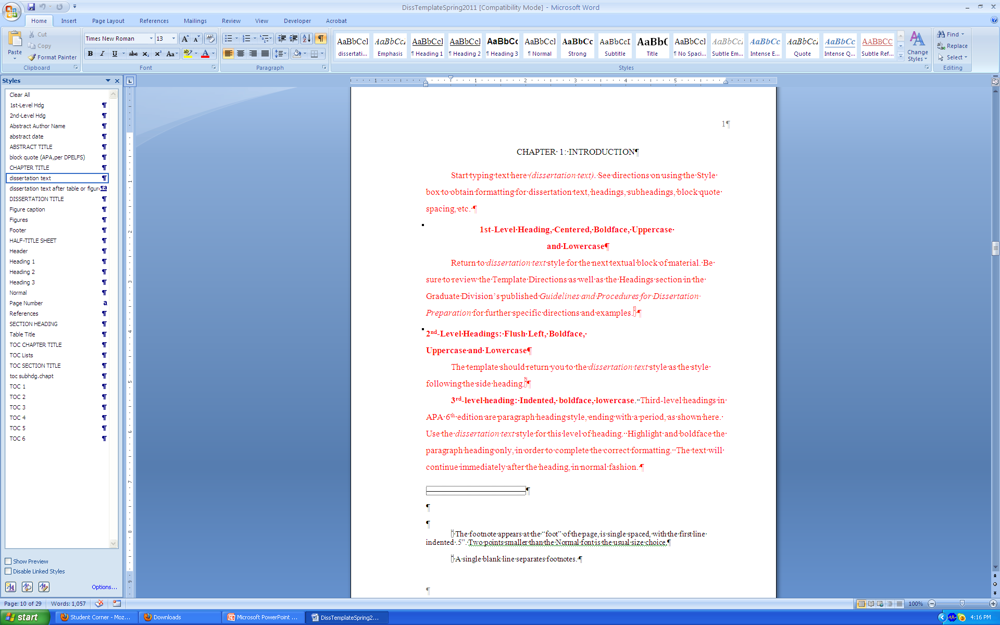 DissTemplateSpring2011 [Compatibility Mode] - Microsoft Word
Home Insert Page Layout References Mailings Review View Developer Acrobat
Paste
Cut
Copy
Format Painter
Clipboard
Times New Roman 13
Font
Paragraph
AaBbCcI AaBbCcI AaBbCcI AaBbCcI AaBbCc AaBbCcI AaBbCc AaBbCcD AaBb( AaBbCcI AaBbCcI AaBbCc AaBbCcI AaBbCc AABBCC
dissertati... Emphasis ¶ Heading 1 ¶ Heading 2 ¶ Heading 3 ¶ Normal Strong Subtitle Title ¶ No Spaci... Subtle Em... Intense E... Quote Intense Q... Subtle Ref...
Styles
Change Styles
Find
Replace
Select
Editing
Styles
Clear All
1st-Level Hdg
2nd-Level Hdg
Abstract Author Name
abstract date
ABSTRACT TITLE
block quote (APA,per DPELFS)
CHAPTER TITLE
dissertation text
dissertation text after table or figur
DISSERTATION TITLE
Figure caption
Figures
Footer
HALF-TITLE SHEET
Header
Heading 1
Heading 2
Heading 3
Normal
Page Number
References
SECTION HEADING
Table Title
TOC CHAPTER TITLE
TOC Lists
TOC SECTION TITLE
toc subhdg.chapt
TOC 1
TOC 2
TOC 3
TOC 4
TOC 5
TOC 6
Show Preview
Disable Linked Styles
Options...
1 1 2 3 4 5
1
2
3
4
5
6
7
8
9
1¶
CHAPTER 1: INTRODUCTION¶
Start typing text here (dissertation text). See directions on using the Style
box to obtain formatting for dissertation text, headings, subheadings, block quote
spacing, etc. ¶
1st-Level Heading, Centered, Boldface, Uppercase
and Lowercase¶
Return to dissertation text style for the next textual block of material. Be
sure to review the Template Directions as well as the Headings section in the
Graduate Division's published Guidelines and Procedures for Dissertation
Preparation for further specific directions and examples. ¶
2nd-Level Headings: Flush Left, Boldface,
Uppercase and Lowercase¶
The template should return you to the dissertation text style as the style
following the side heading. ¶
3rd-level heading: Indented, boldface, lowercase. Third-level headings in
APA 6th edition are paragraph heading style, ending with a period, as shown here.
Use the dissertation text style for this level of heading. Highlight and boldface the
paragraph heading only, in order to complete the correct formatting. The text will
continue immediately after the heading, in normal fashion. ¶
¶
¶
¶
The footnote appears at the “foot” of the page, is single spaced, with the first line
indented .5”. Two points smaller than the Normal font is the usual size choice.¶
A single blank line separates footnotes. ¶
¶
Page: 10 of 29 Words: 1,057 100%
start Student Corner - Moz... Downloads Microsoft PowerPoint ... DissTemplateSpring2... 4:16 PM